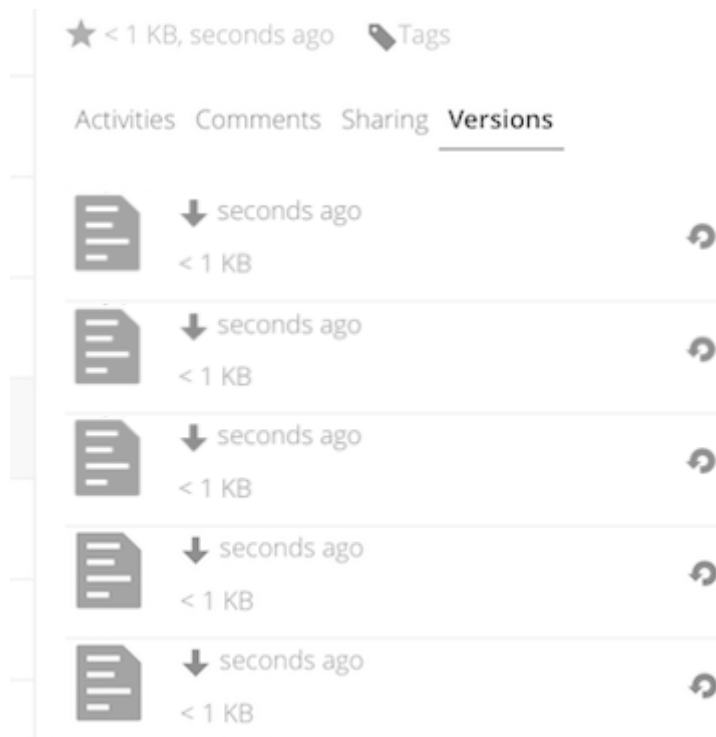 < 1 KB, seconds ago Tags
Activities Comments Sharing Versions
seconds ago
< 1 KB
seconds ago
< 1 KB
seconds ago
< 1 KB
seconds ago
< 1 KB
seconds ago
< 1 KB